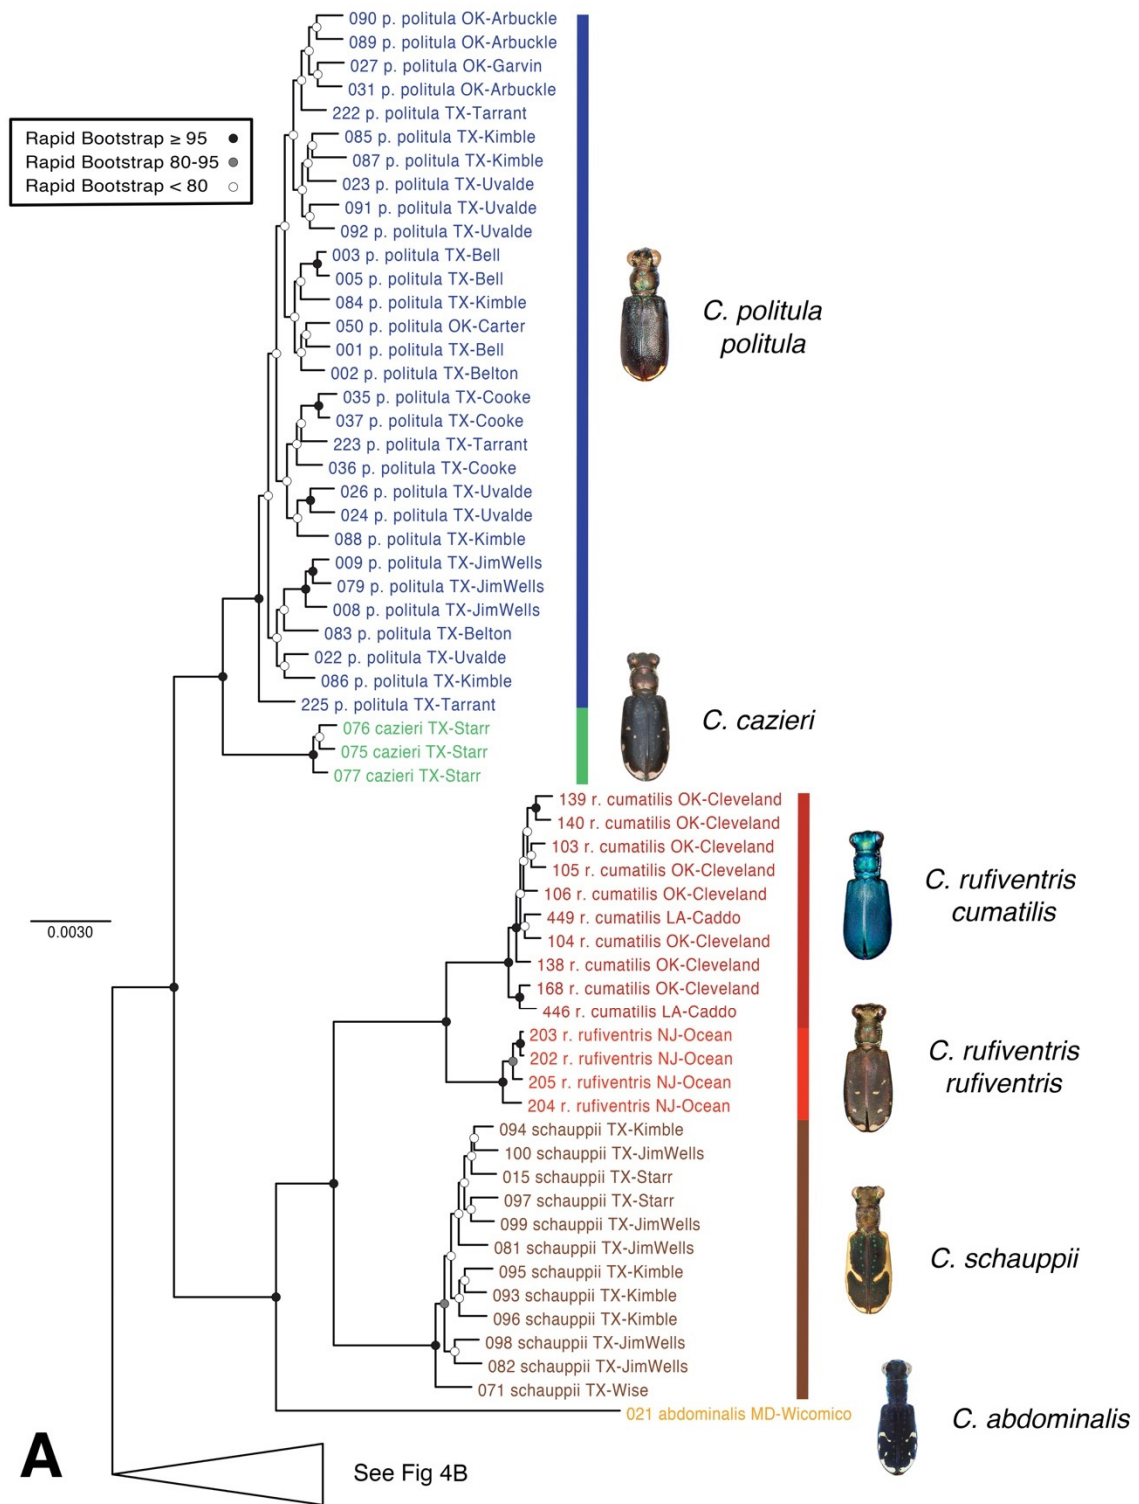 090 p. politula OK-Arbuckle
089 p. politula OK-Arbuckle
027 p. politula OK-Garvin
031 p. politula OK-Arbuckle
222 p. politula TX-Tarrant
085 p. politula TX-Kimble
087 p. politula TX-Kimble
023 p. politula TX-Uvalde
091 p. politula TX-Uvalde
092 p. politula TX-Uvalde
003 p. politula TX-Bell
005 p. politula TX-Bell
084 p. politula TX-Kimble
050 p. politula OK-Carter
001 p. politula TX-Bell
002 p. politula TX-Belton
035 p. politula TX-Cooke
037 p. politula TX-Cooke
223 p. politula TX-Tarrant
036 p. politula TX-Cooke
026 p. politula TX-Uvalde
024 p. politula TX-Uvalde
088 p. politula TX-Kimble
009 p. politula TX-JimWells
079 p. politula TX-JimWells
008 p. politula TX-JimWells
083 p. politula TX-Belton
022 p. politula TX-Uvalde
086 p. politula TX-Kimble
225 p. politula TX-Tarrant
076 cazieri TX-Starr
075 cazieri TX-Starr
077 cazieri TX-Starr
139 r. cumatilis OK-Cleveland
140 r. cumatilis OK-Cleveland
103 r. cumatilis OK-Cleveland
105 r. cumatilis OK-Cleveland
106 r. cumatilis OK-Cleveland
449 r. cumatilis LA-Caddo
104 r. cumatilis OK-Cleveland
138 r. cumatilis OK-Cleveland
168 r. cumatilis OK-Cleveland
446 r. cumatilis LA-Caddo
203 r. rufiventris NJ-Ocean
202 r. rufiventris NJ-Ocean
205 r. rufiventris NJ-Ocean
204 r. rufiventris NJ-Ocean
094 schauppii TX-Kimble
100 schauppii TX-JimWells
015 schauppii TX-Starr
097 schauppii TX-Starr
099 schauppii TX-JimWells
081 schauppii TX-JimWells
095 schauppii TX-Kimble
093 schauppii TX-Kimble
096 schauppii TX-Kimble
098 schauppii TX-JimWells
082 schauppii TX-JimWells
071 schauppii TX-Wise
021 abdominalis MD-Wicomico
Rapid Bootstrap ≥ 95
Rapid Bootstrap 80-95
Rapid Bootstrap < 80
C. politula
politula
C. cazieri
C. rufiventris
cumatilis
C. rufiventris
rufiventris
C. schauppii
C. abdominalis
0.0030
A
See Fig 4B